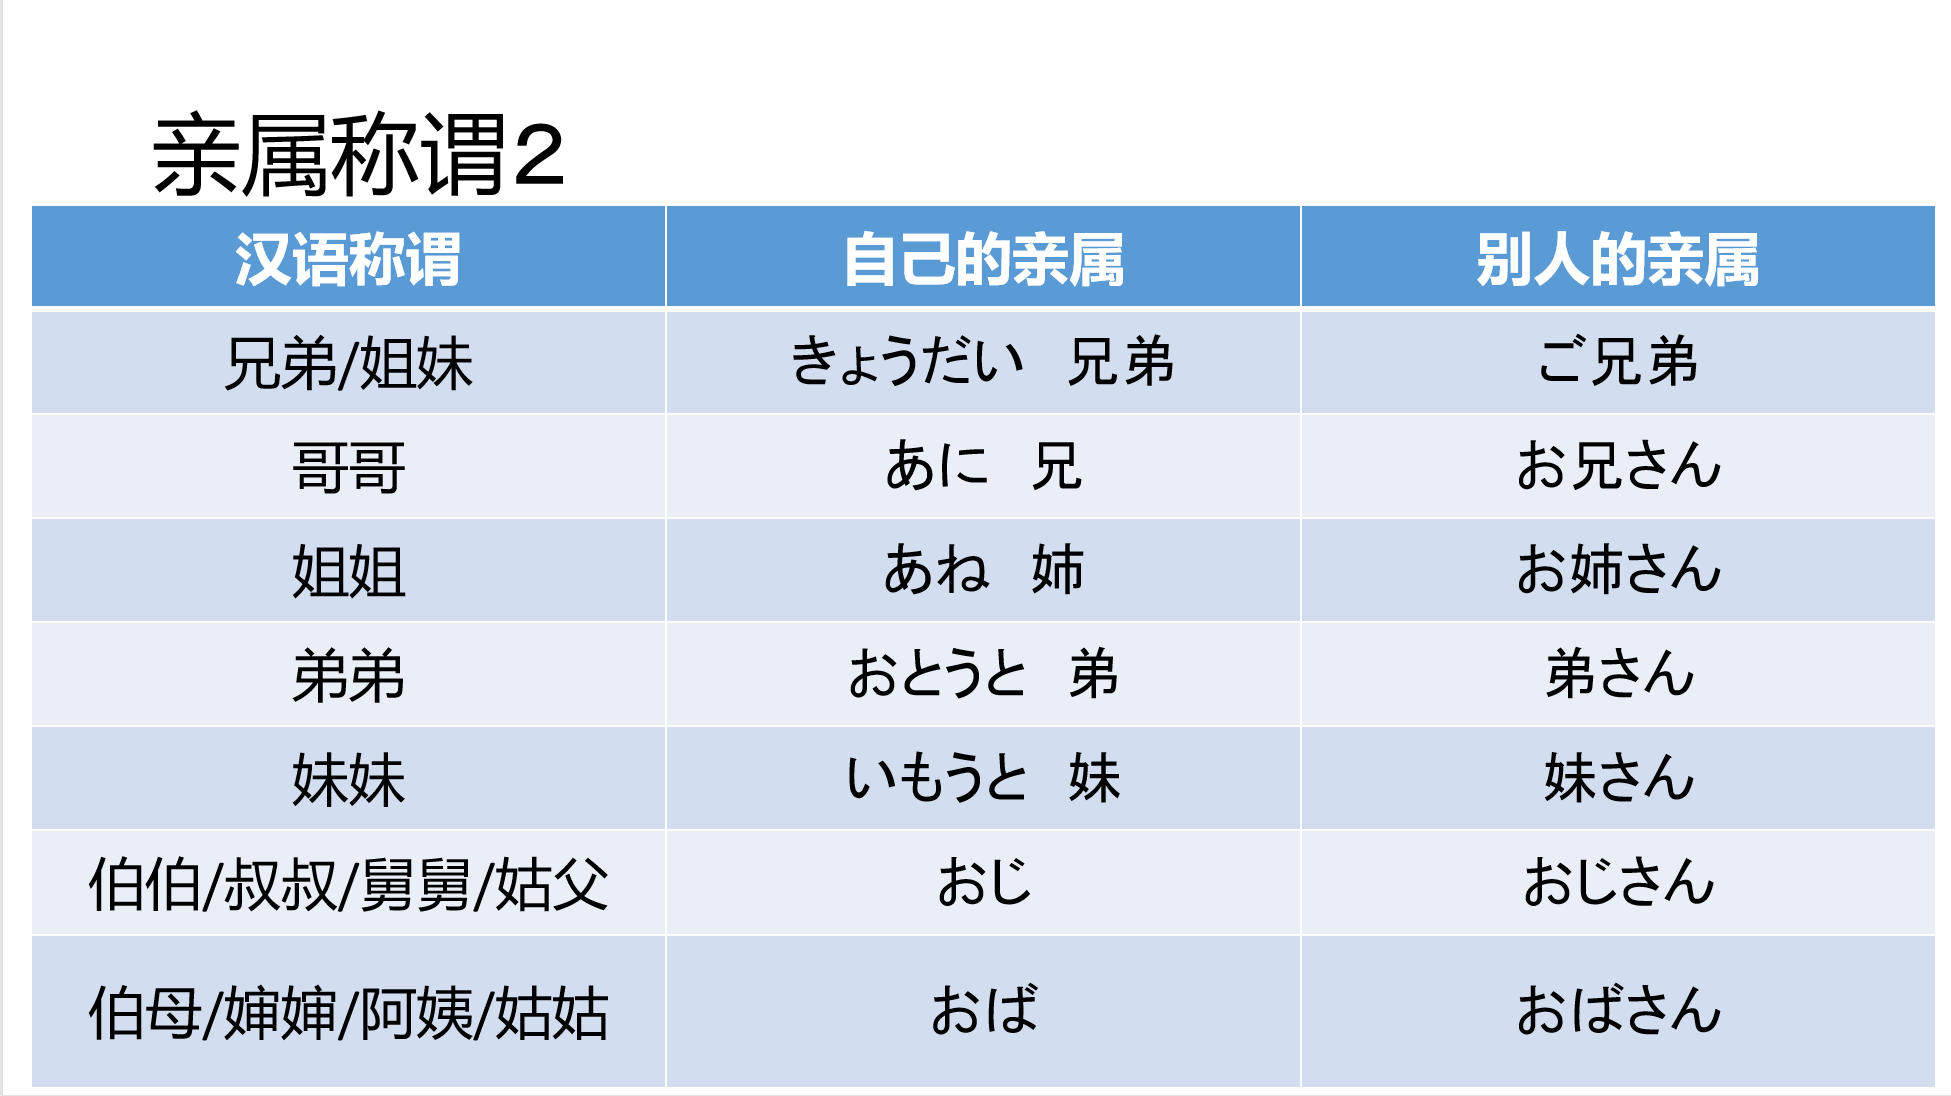 亲属称谓２
汉语称谓 自己的亲属 别人的亲属
兄弟/姐妹 きょうだい　兄弟 ご兄弟
哥哥 あに　兄 お兄さん
姐姐 あね　姉 お姉さん
弟弟 おとうと　弟 弟さん
妹妹 いもうと　妹 妹さん
伯伯/叔叔/舅舅/姑父 おじ おじさん
伯母/婶婶/阿姨/姑姑 おば おばさん